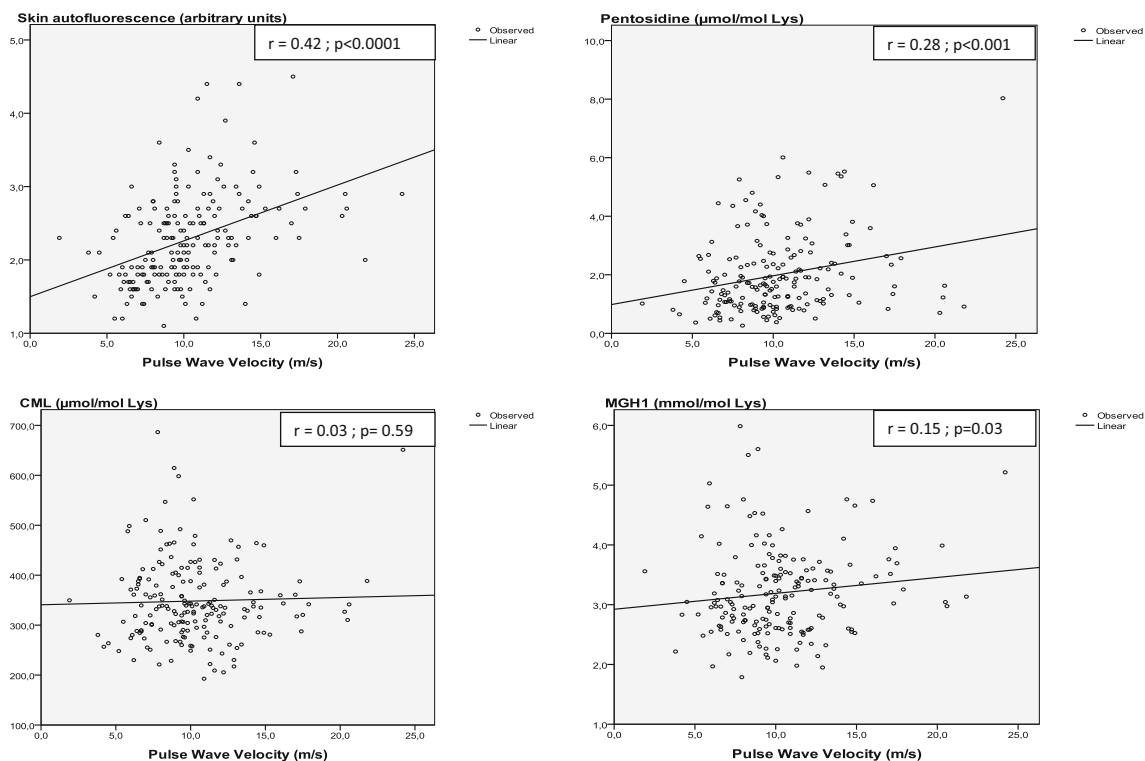 Skin autofluorescence (arbitrary units)
r = 0.42 ; p<0.0001
Observed
Linear
5,0
4,0
3,0
2,0
1,0
0,0 5,0 10,0 15,0 20,0 25,0
Pulse Wave Velocity (m/s)
Pentosidine (µmol/mol Lys)
r = 0.28 ; p<0.001
Observed
Linear
10,0
8,0
6,0
4,0
2,0
0,0
0,0 5,0 10,0 15,0 20,0 25,0
Pulse Wave Velocity (m/s)
CML (µmol/mol Lys)
r = 0.03 ; p= 0.59
Observed
Linear
700,0
600,0
500,0
400,0
300,0
200,0
100,0
0,0 5,0 10,0 15,0 20,0 25,0
Pulse Wave Velocity (m/s)
MGH1 (mmol/mol Lys)
r = 0.15 ; p=0.03
Observed
Linear
6,0
5,0
4,0
3,0
2,0
1,0
0,0 5,0 10,0 15,0 20,0 25,0
Pulse Wave Velocity (m/s)